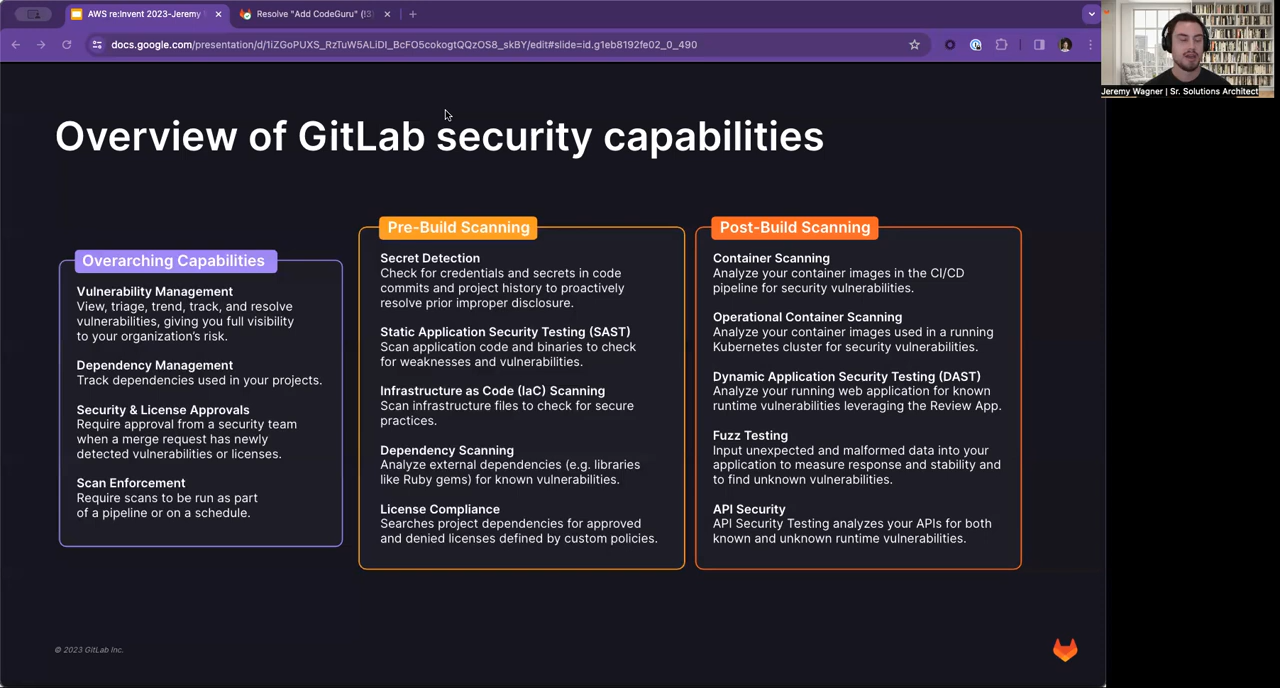 AWS re:Invent 2023-Jeremy
Resolve "Add CodeGuru" (!3
docs.google.com/presentation/d/1iZGoPUXS_RzTuW5ALiDI_BcFO5cokogtQQzOS8_skBY/edit#slide=id.g1eb8192fe02_0_490
Jeremy Wagner | Sr. Solutions Architect
Overview of GitLab security capabilities
Overarching Capabilities
Vulnerability Management
View, triage, trend, track, and resolve
vulnerabilities, giving you full visibility
to your organization's risk.
Dependency Management
Track dependencies used in your projects.
Security & License Approvals
Require approval from a security team
when a merge request has newly
detected vulnerabilities or licenses.
Scan Enforcement
Require scans to be run as part
of a pipeline or on a schedule.
Pre-Build Scanning
Secret Detection
Check for credentials and secrets in code
commits and project history to proactively
resolve prior improper disclosure.
Static Application Security Testing (SAST)
Scan application code and binaries to check
for weaknesses and vulnerabilities.
Infrastructure as Code (IaC) Scanning
Scan infrastructure files to check for secure
practices.
Dependency Scanning
Analyze external dependencies (e.g. libraries
like Ruby gems) for known vulnerabilities.
License Compliance
Searches project dependencies for approved
and denied licenses defined by custom policies.
Post-Build Scanning
Container Scanning
Analyze your container images in the CI/CD
pipeline for security vulnerabilities.
Operational Container Scanning
Analyze your container images used in a running
Kubernetes cluster for security vulnerabilities.
Dynamic Application Security Testing (DAST)
Analyze your running web application for known
runtime vulnerabilities leveraging the Review App.
Fuzz Testing
Input unexpected and malformed data into your
application to measure response and stability and
to find unknown vulnerabilities.
API Security
API Security Testing analyzes your APIs for both
known and unknown runtime vulnerabilities.
© 2023 GitLab Inc.